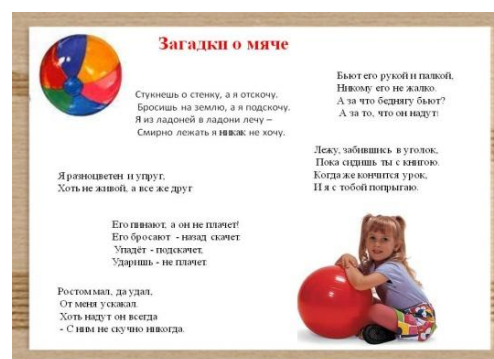 Загадки о мяче
Стукнешь о стенку, а я отскочу.
Бросишь на землю, а я подскочу.
Я из ладоней в ладони лечу –
Смирно лежать я никак не хочу.
Бьют его рукой и палкой,
Никому его не жалко.
А за что беднягу бьют?
А за то, что он надут!
Я разноцветен и упруг,
Хоть не живой, а все же друг
Лежу, забившись в уголок,
Пока сидишь ты с книгою.
Когда же кончится урок,
И я с тобой попрыгаю.
Его пинают, а он не плачет!
Его бросают - назад скачет.
Упадёт - подскачет,
Ударишь - не плачет.
Ростом мал, да удал,
От меня ускакал.
Хоть надут он всегда
- С ним не скучно никогда.